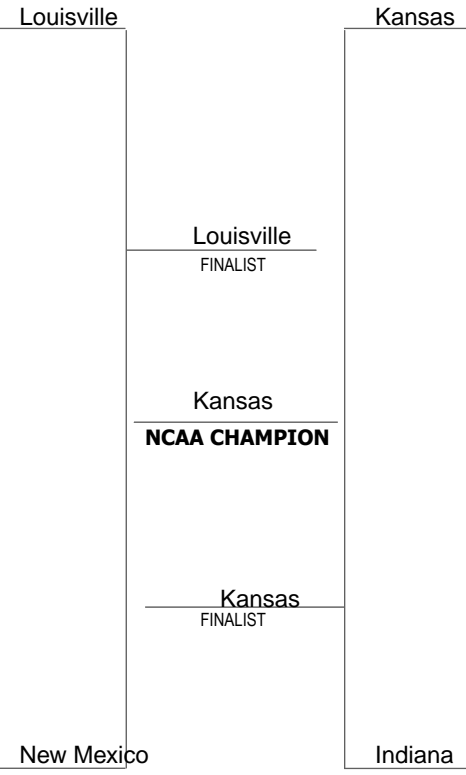 Louisville
Kansas
Louisville
FINALIST
Kansas
NCAA CHAMPION
Kansas
FINALIST
New Mexico
Indiana